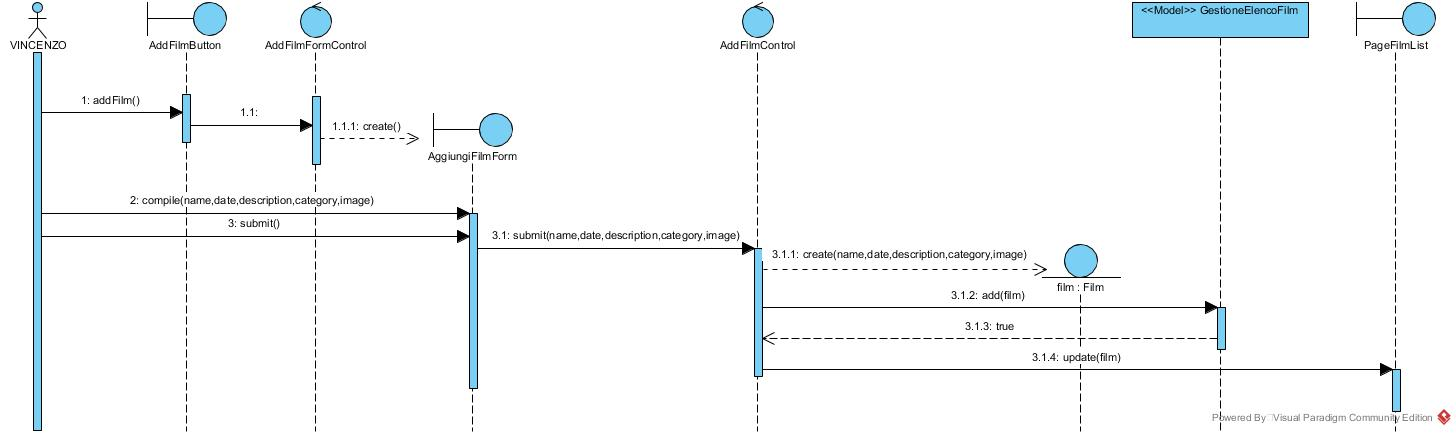 <<Model>> GestioneElencoFilm
VINCENZO
AddFilmButton
AddFilmFormControl
AddFilmControl
PageFilmList
1: addFilm()
1.1:
1.1.1: create()
AggiungiFilmForm
2: compile(name,date,description,category,image)
3: submit()
3.1: submit(name,date,description,category,image)
3.1.1: create(name,date,description,category,image)
film : Film
3.1.2: add(film)
3.1.3: true
3.1.4: update(film)
Powered By Visual Paradigm Community Edition